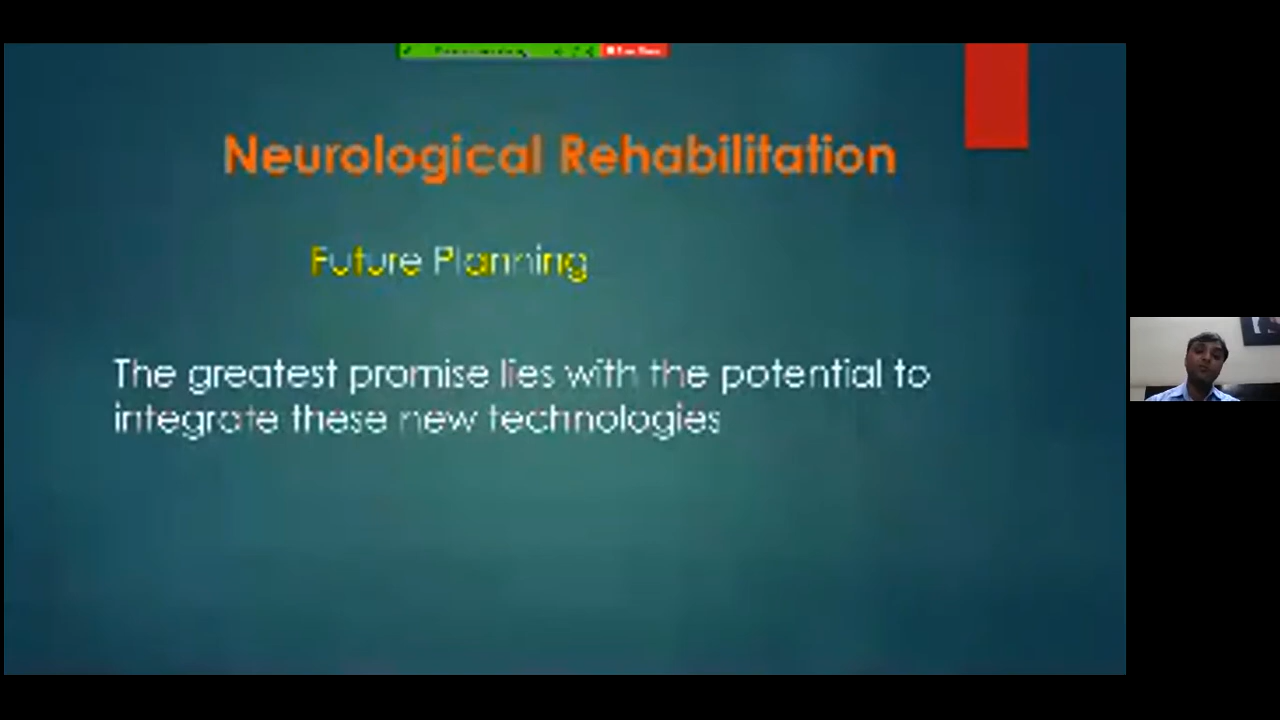 Neurological Rehabilitation
Future Planning
The greatest promise lies with the potential to
integrate these new technologies